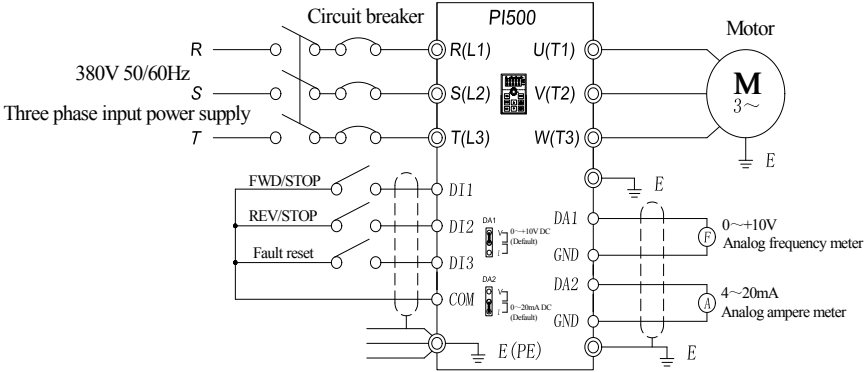 Circuit breaker
PI500
Motor
R
R(L1)
U(T1)
380V 50/60Hz
S
S(L2)
V(T2)
M
3~
Three phase input power supply
T
T(L3)
W(T3)
E
E
FWD/STOP
DI1
REV/STOP
DI2
DA1
V
0~+10V DC
(Default)
I
DA1
F
0~+10V
Analog frequency meter
GND
Fault reset
DI3
DA2
V
0~20mA DC
(Default)
I
DA2
A
4~20mA
Analog ampere meter
COM
GND
E(PE)
E